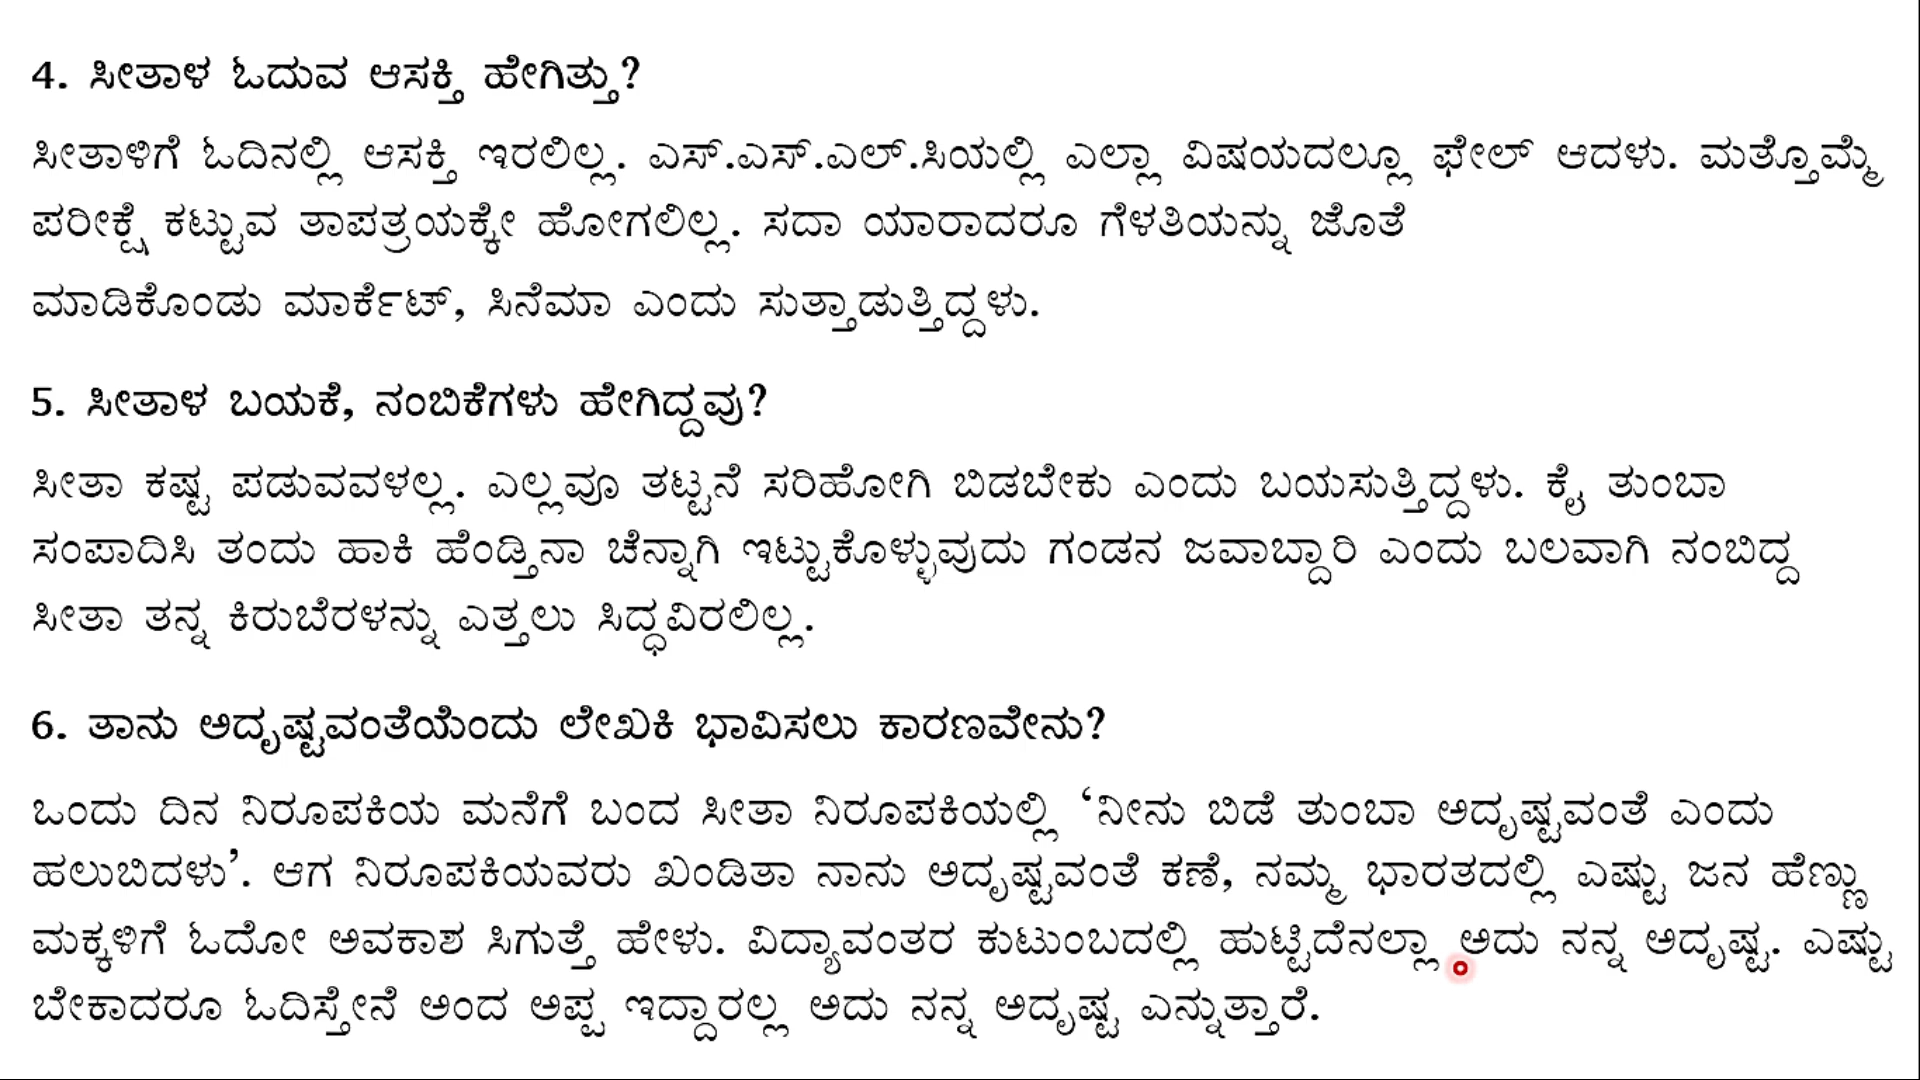 4. ಸೀತಾಳ ಓದುವ ಆಸಕ್ತಿ ಹೇಗಿತ್ತು?
ಸೀತಾಳಿಗೆ ಓದಿನಲ್ಲಿ ಆಸಕ್ತಿ ಇರಲಿಲ್ಲ. ಎಸ್.ಎಸ್.ಎಲ್.ಸಿಯಲ್ಲಿ ಎಲ್ಲಾ ವಿಷಯದಲ್ಲೂ ಫೇಲ್ ಆದಳು. ಮತ್ತೊಮ್ಮೆ
ಪರೀಕ್ಷೆ ಕಟ್ಟುವ ತಾಪತ್ರಯಕ್ಕೇ ಹೋಗಲಿಲ್ಲ. ಸದಾ ಯಾರಾದರೂ ಗೆಳತಿಯನ್ನು ಜೊತೆ
ಮಾಡಿಕೊಂಡು ಮಾರ್ಕೆಟ್, ಸಿನೆಮಾ ಎಂದು ಸುತ್ತಾಡುತ್ತಿದ್ದಳು.
5. ಸೀತಾಳ ಬಯಕೆ, ನಂಬಿಕೆಗಳು ಹೇಗಿದ್ದವು?
ಸೀತಾ ಕಷ್ಟ ಪಡುವವಳಲ್ಲ. ಎಲ್ಲವೂ ತಟ್ಟನೆ ಸರಿಹೋಗಿ ಬಿಡಬೇಕು ಎಂದು ಬಯಸುತ್ತಿದ್ದಳು. ಕೈ ತುಂಬಾ
ಸಂಪಾದಿಸಿ ತಂದು ಹಾಕಿ ಹೆಂಡ್ತಿನಾ ಚೆನ್ನಾಗಿ ಇಟ್ಟುಕೊಳ್ಳುವುದು ಗಂಡನ ಜವಾಬ್ದಾರಿ ಎಂದು ಬಲವಾಗಿ ನಂಬಿದ್ದ
ಸೀತಾ ತನ್ನ ಕಿರುಬೆರಳನ್ನು ಎತ್ತಲು ಸಿದ್ಧವಿರಲಿಲ್ಲ.
6. ತಾನು ಅದೃಷ್ಟವಂತೆಯೆಂದು ಲೇಖಕಿ ಭಾವಿಸಲು ಕಾರಣವೇನು?
ಒಂದು ದಿನ ನಿರೂಪಕಿಯ ಮನೆಗೆ ಬಂದ ಸೀತಾ ನಿರೂಪಕಿಯಲ್ಲಿ ‘ನೀನು ಬಿಡೆ ತುಂಬಾ ಅದೃಷ್ಟವಂತೆ ಎಂದು
ಹಲುಬಿದಳು’. ಆಗ ನಿರೂಪಕಿಯವರು ಖಂಡಿತಾ ನಾನು ಅದೃಷ್ಟವಂತೆ ಕಣೆ, ನಮ್ಮ ಭಾರತದಲ್ಲಿ ಎಷ್ಟು ಜನ ಹೆಣ್ಣು
ಮಕ್ಕಳಿಗೆ ಓದೋ ಅವಕಾಶ ಸಿಗುತ್ತೆ ಹೇಳು. ವಿದ್ಯಾವಂತರ ಕುಟುಂಬದಲ್ಲಿ ಹುಟ್ಟಿದೆನಲ್ಲಾ ಅದು ನನ್ನ ಅದೃಷ್ಟ. ಎಷ್ಟು
ಬೇಕಾದರೂ ಓದಿಸ್ತೇನೆ ಅಂದ ಅಪ್ಪ ಇದ್ದಾರಲ್ಲ ಅದು ನನ್ನ ಅದೃಷ್ಟ ಎನ್ನುತ್ತಾರೆ.